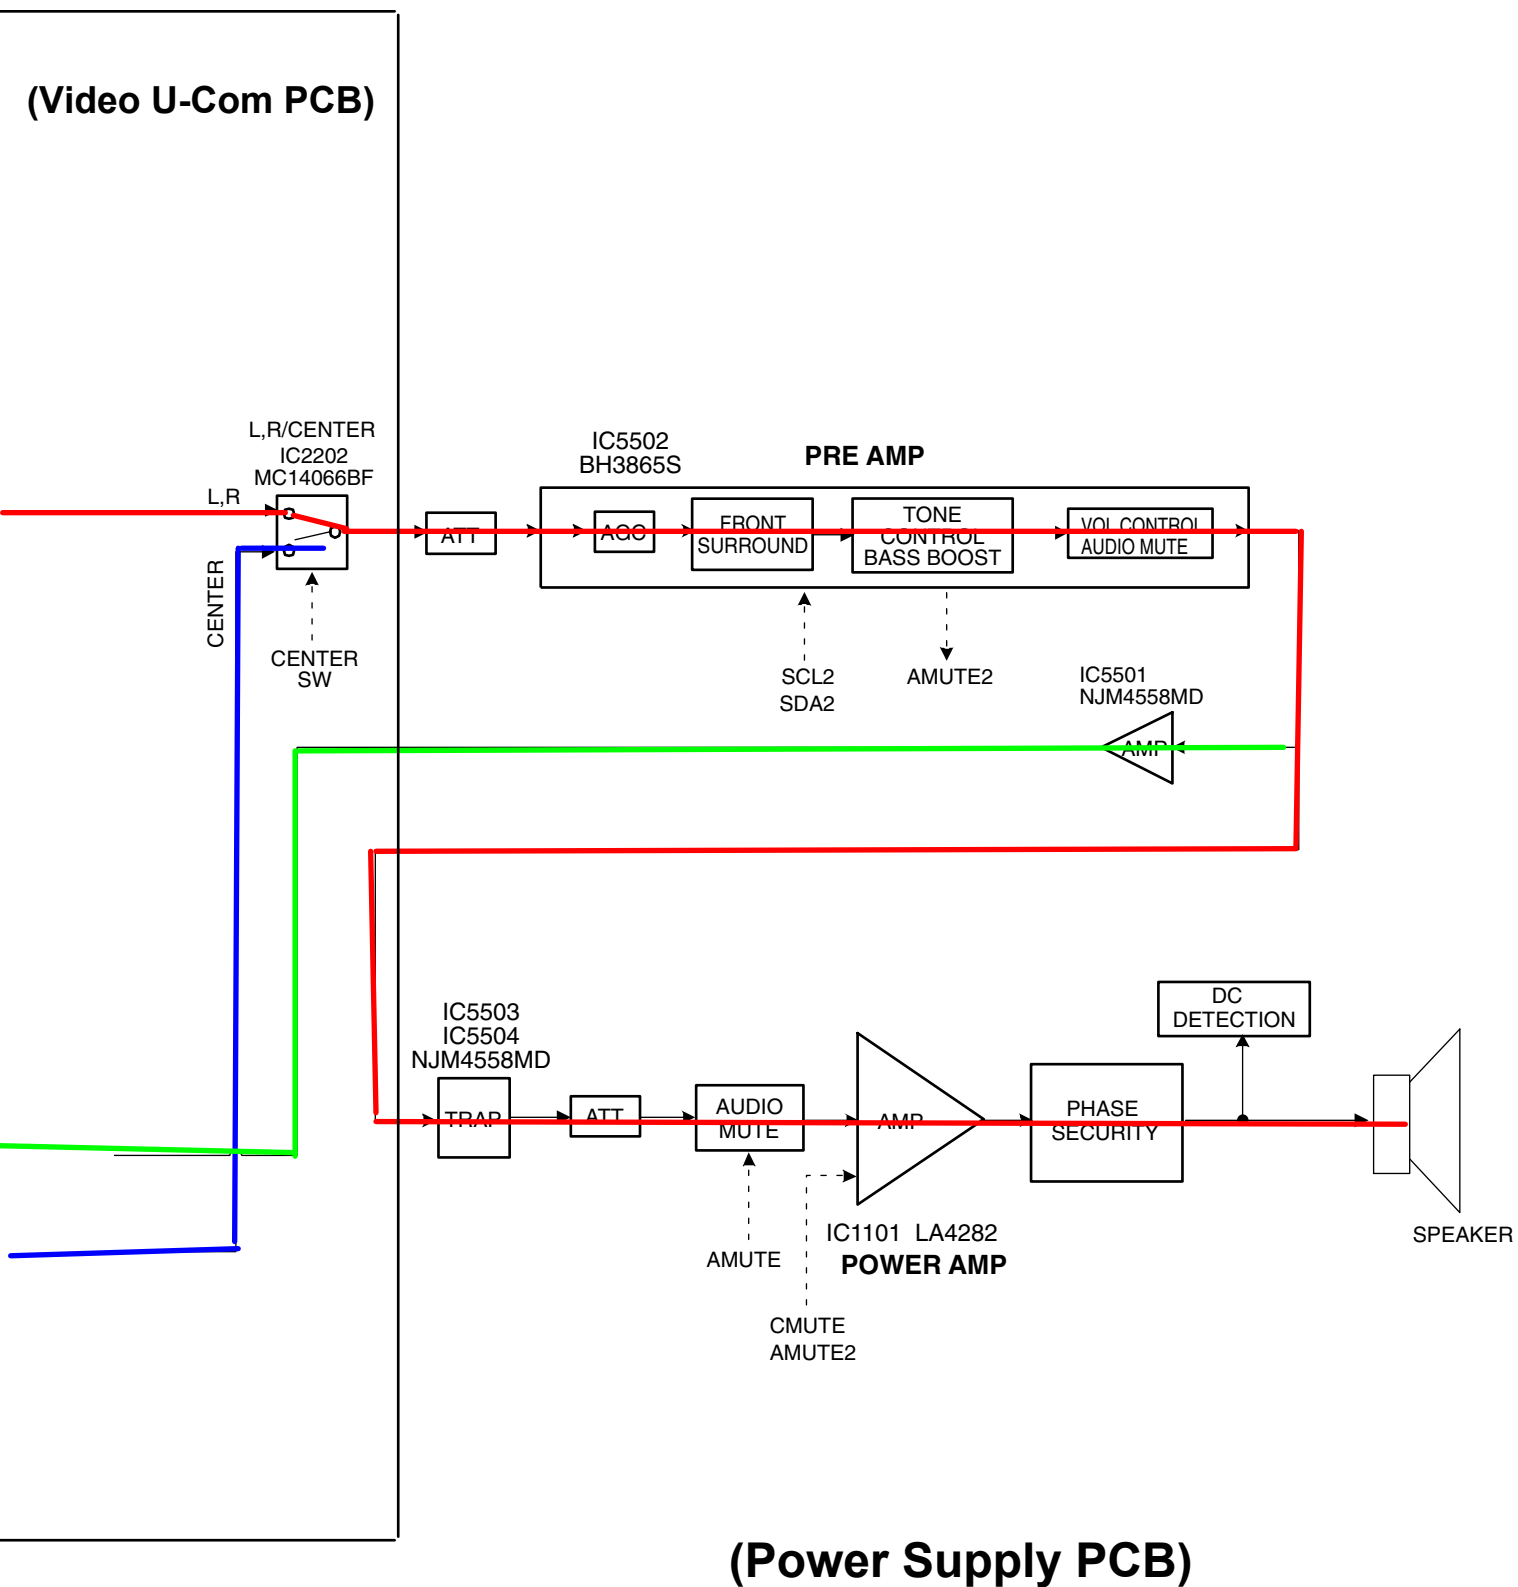 (Video U-Com PCB)
L,R/CENTER
IC2202
MC14066BF
L,R
CENTER
CENTER
SW
ATT
IC5502
BH3865S
PRE AMP
AGC
FRONT
SURROUND
TONE
CONTROL
BASS BOOST
VOL CONTROL
AUDIO MUTE
SCL2
SDA2
AMUTE2
IC5501
NJM4558MD
AMP
IC5503
IC5504
NJM4558MD
TRAP
ATT
AUDIO
MUTE
AMP
PHASE
SECURITY
DC
DETECTION
SPEAKER
AMUTE
IC1101 LA4282
POWER AMP
CMUTE
AMUTE2
(Power Supply PCB)